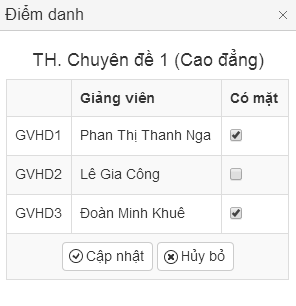 Điểm danh
TH. Chuyên đề 1 (Cao đẳng)
Giảng viên Có mặt
GVHD1 Phan Thị Thanh Nga
GVHD2 Lê Gia Công
GVHD3 Đoàn Minh Khuê
Cập nhật Hủy bỏ